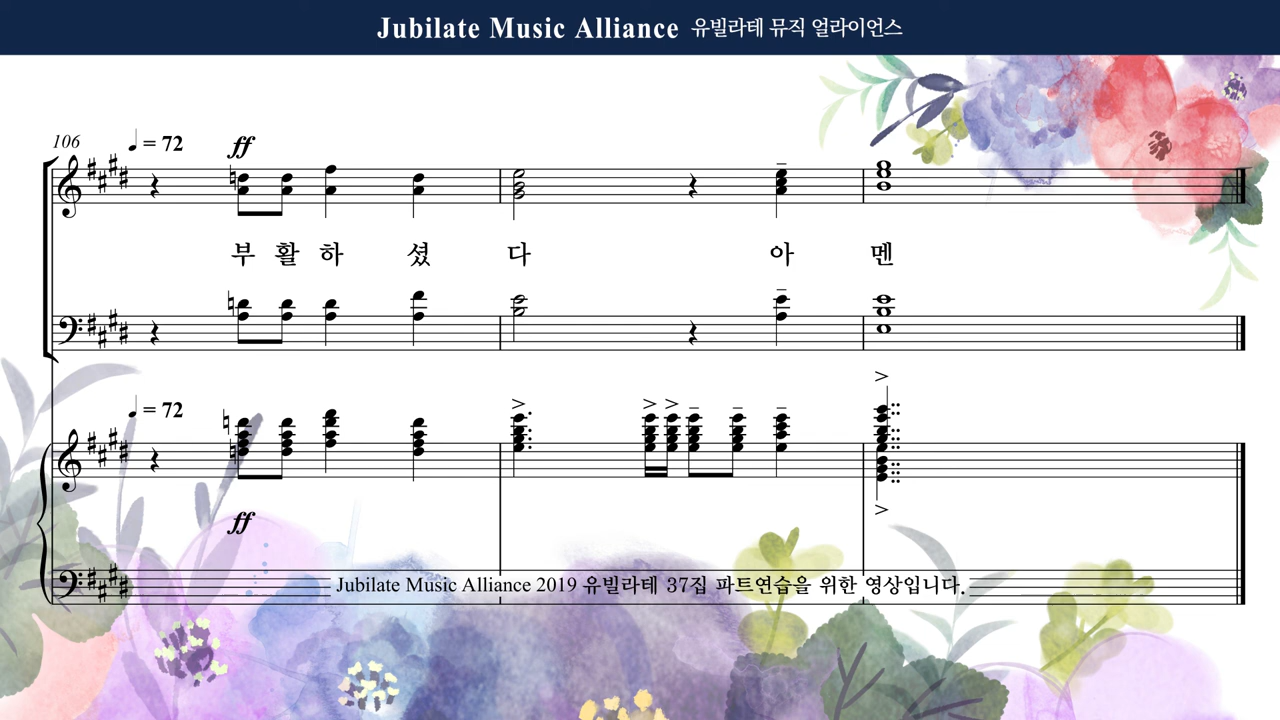 Jubilate Music Alliance 유빌라테 뮤직 얼라이언스
106
♩ = 72
ff
부 활 하 셨 다 아 멘
♩ = 72
ff
Jubilate Music Alliance 2019 유빌라테 37집 파트연습을 위한 영상입니다.